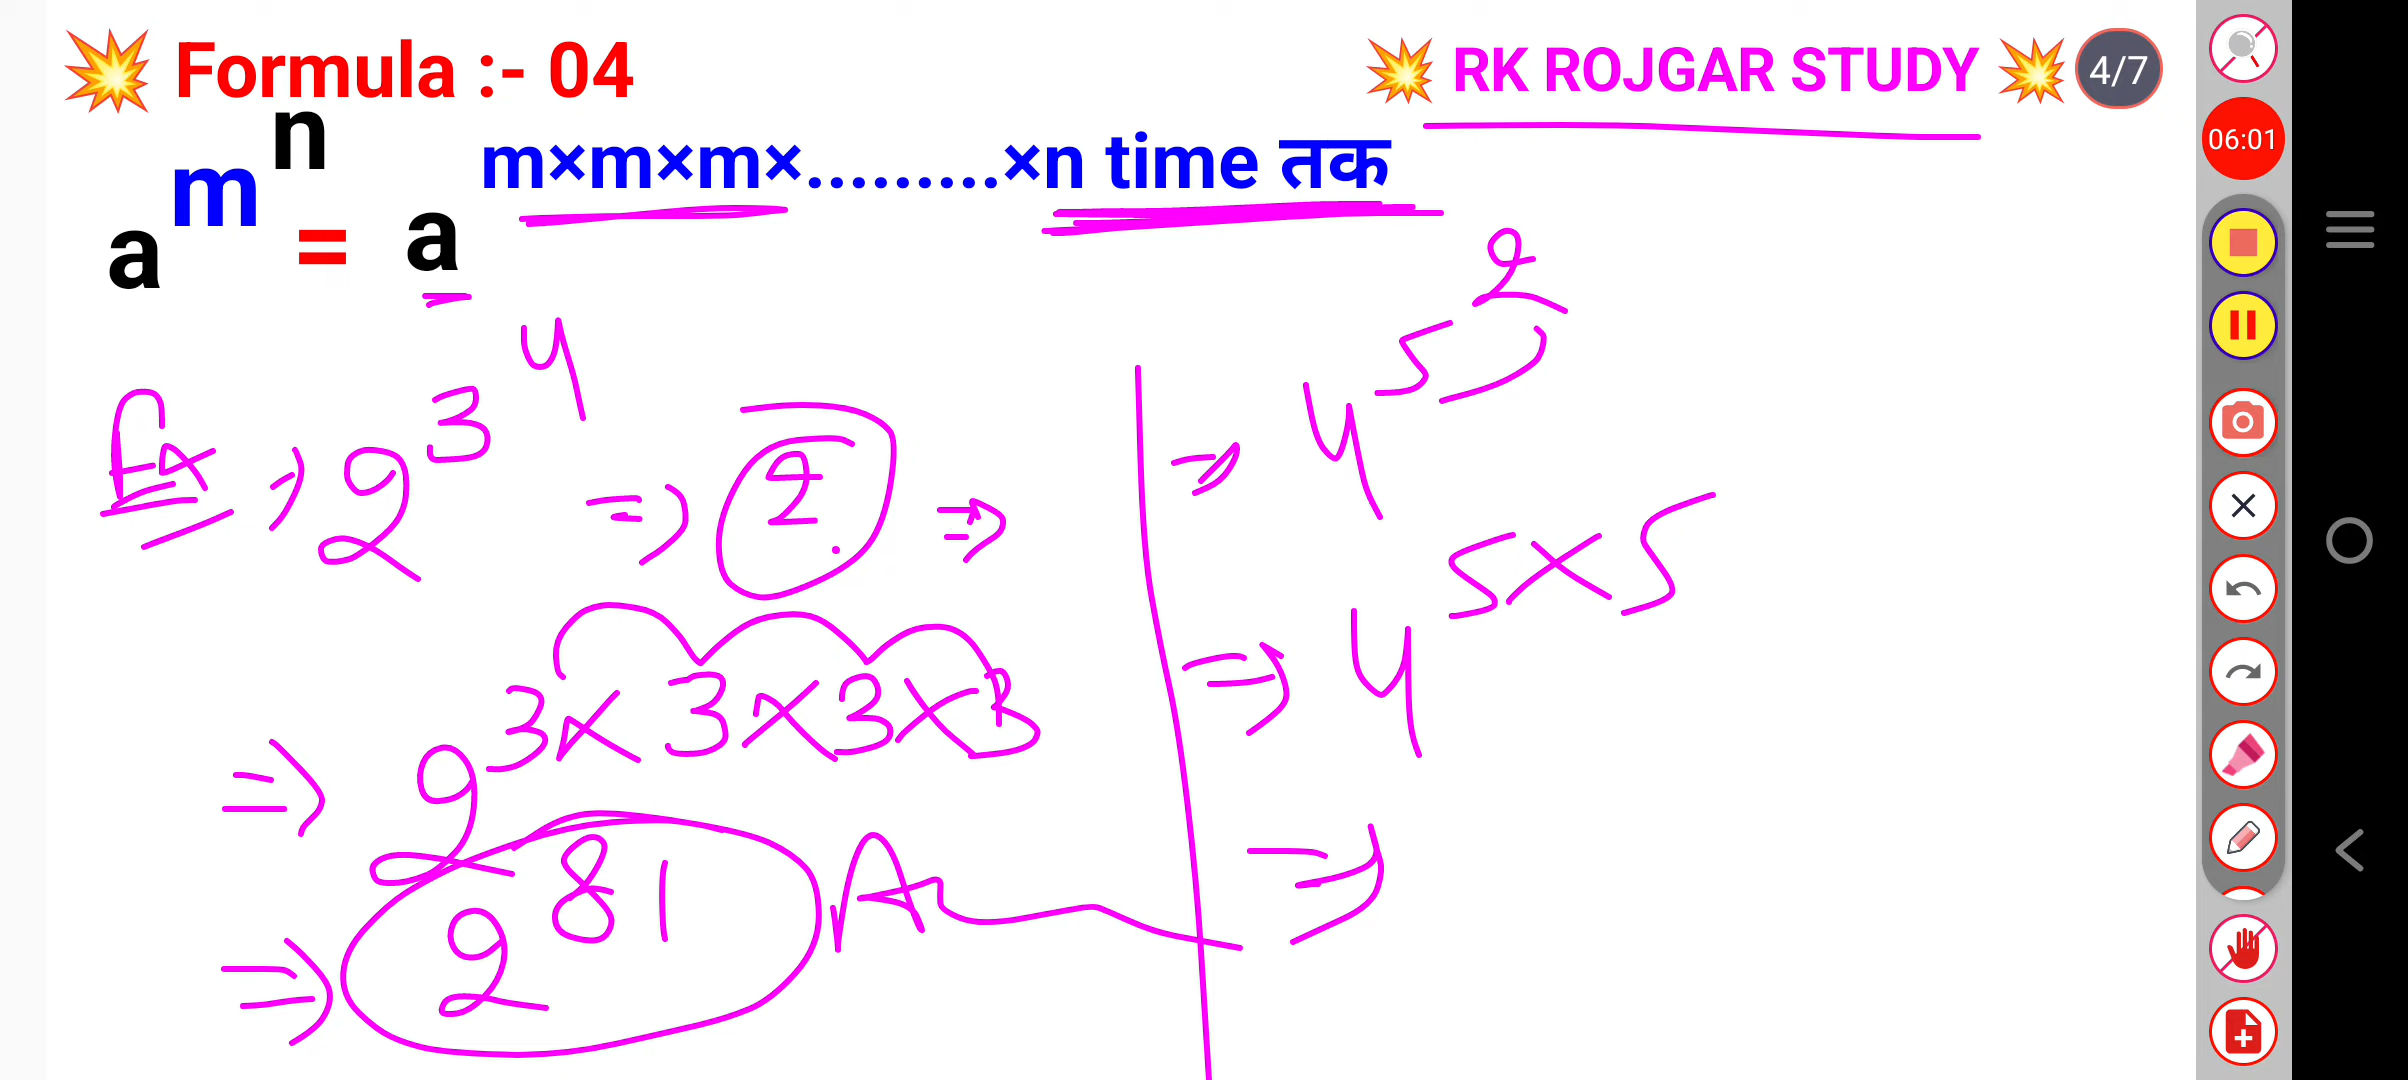 💥 Formula :- 04
💥 RK ROJGAR STUDY 💥 4/7
06:01
a^m^n = a^m×m×m×.........×n time तक
Ex ⇒ 2^3^4 ⇒ 2 ⇒
⇒ 2^3×3×3×3
⇒ 2^81 A
⇒ 4^5^2
⇒ 4^5×5
⇒